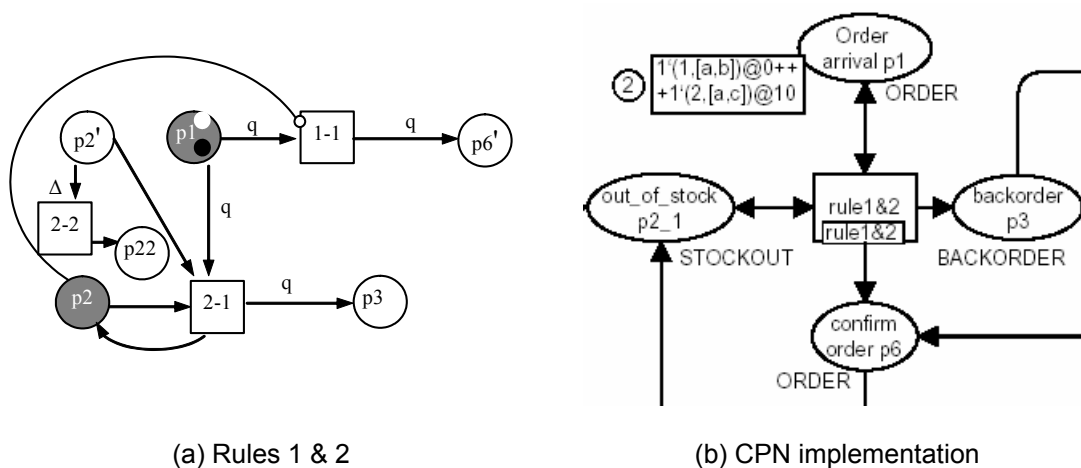 p2'
p1
q
1-1
q
p6'
Δ
2-2
q
p22
p2
2-1
q
p3
(a) Rules 1 & 2
Order
arrival p1
2
1`(1,[a,b])@0++
+1`(2,[a,c])@10
ORDER
out_of_stock
p2_1
STOCKOUT
rule1&2
rule1&2
backorder
p3
BACKORDER
confirm
order p6
ORDER
(b) CPN implementation